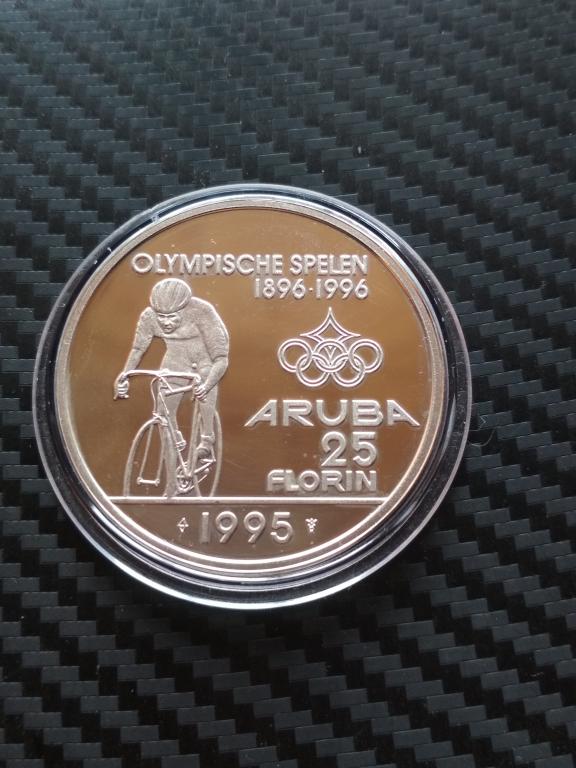 OLYMPISCHE SPELEN
1896-1996
ARUBA
25
FLORIN
1995